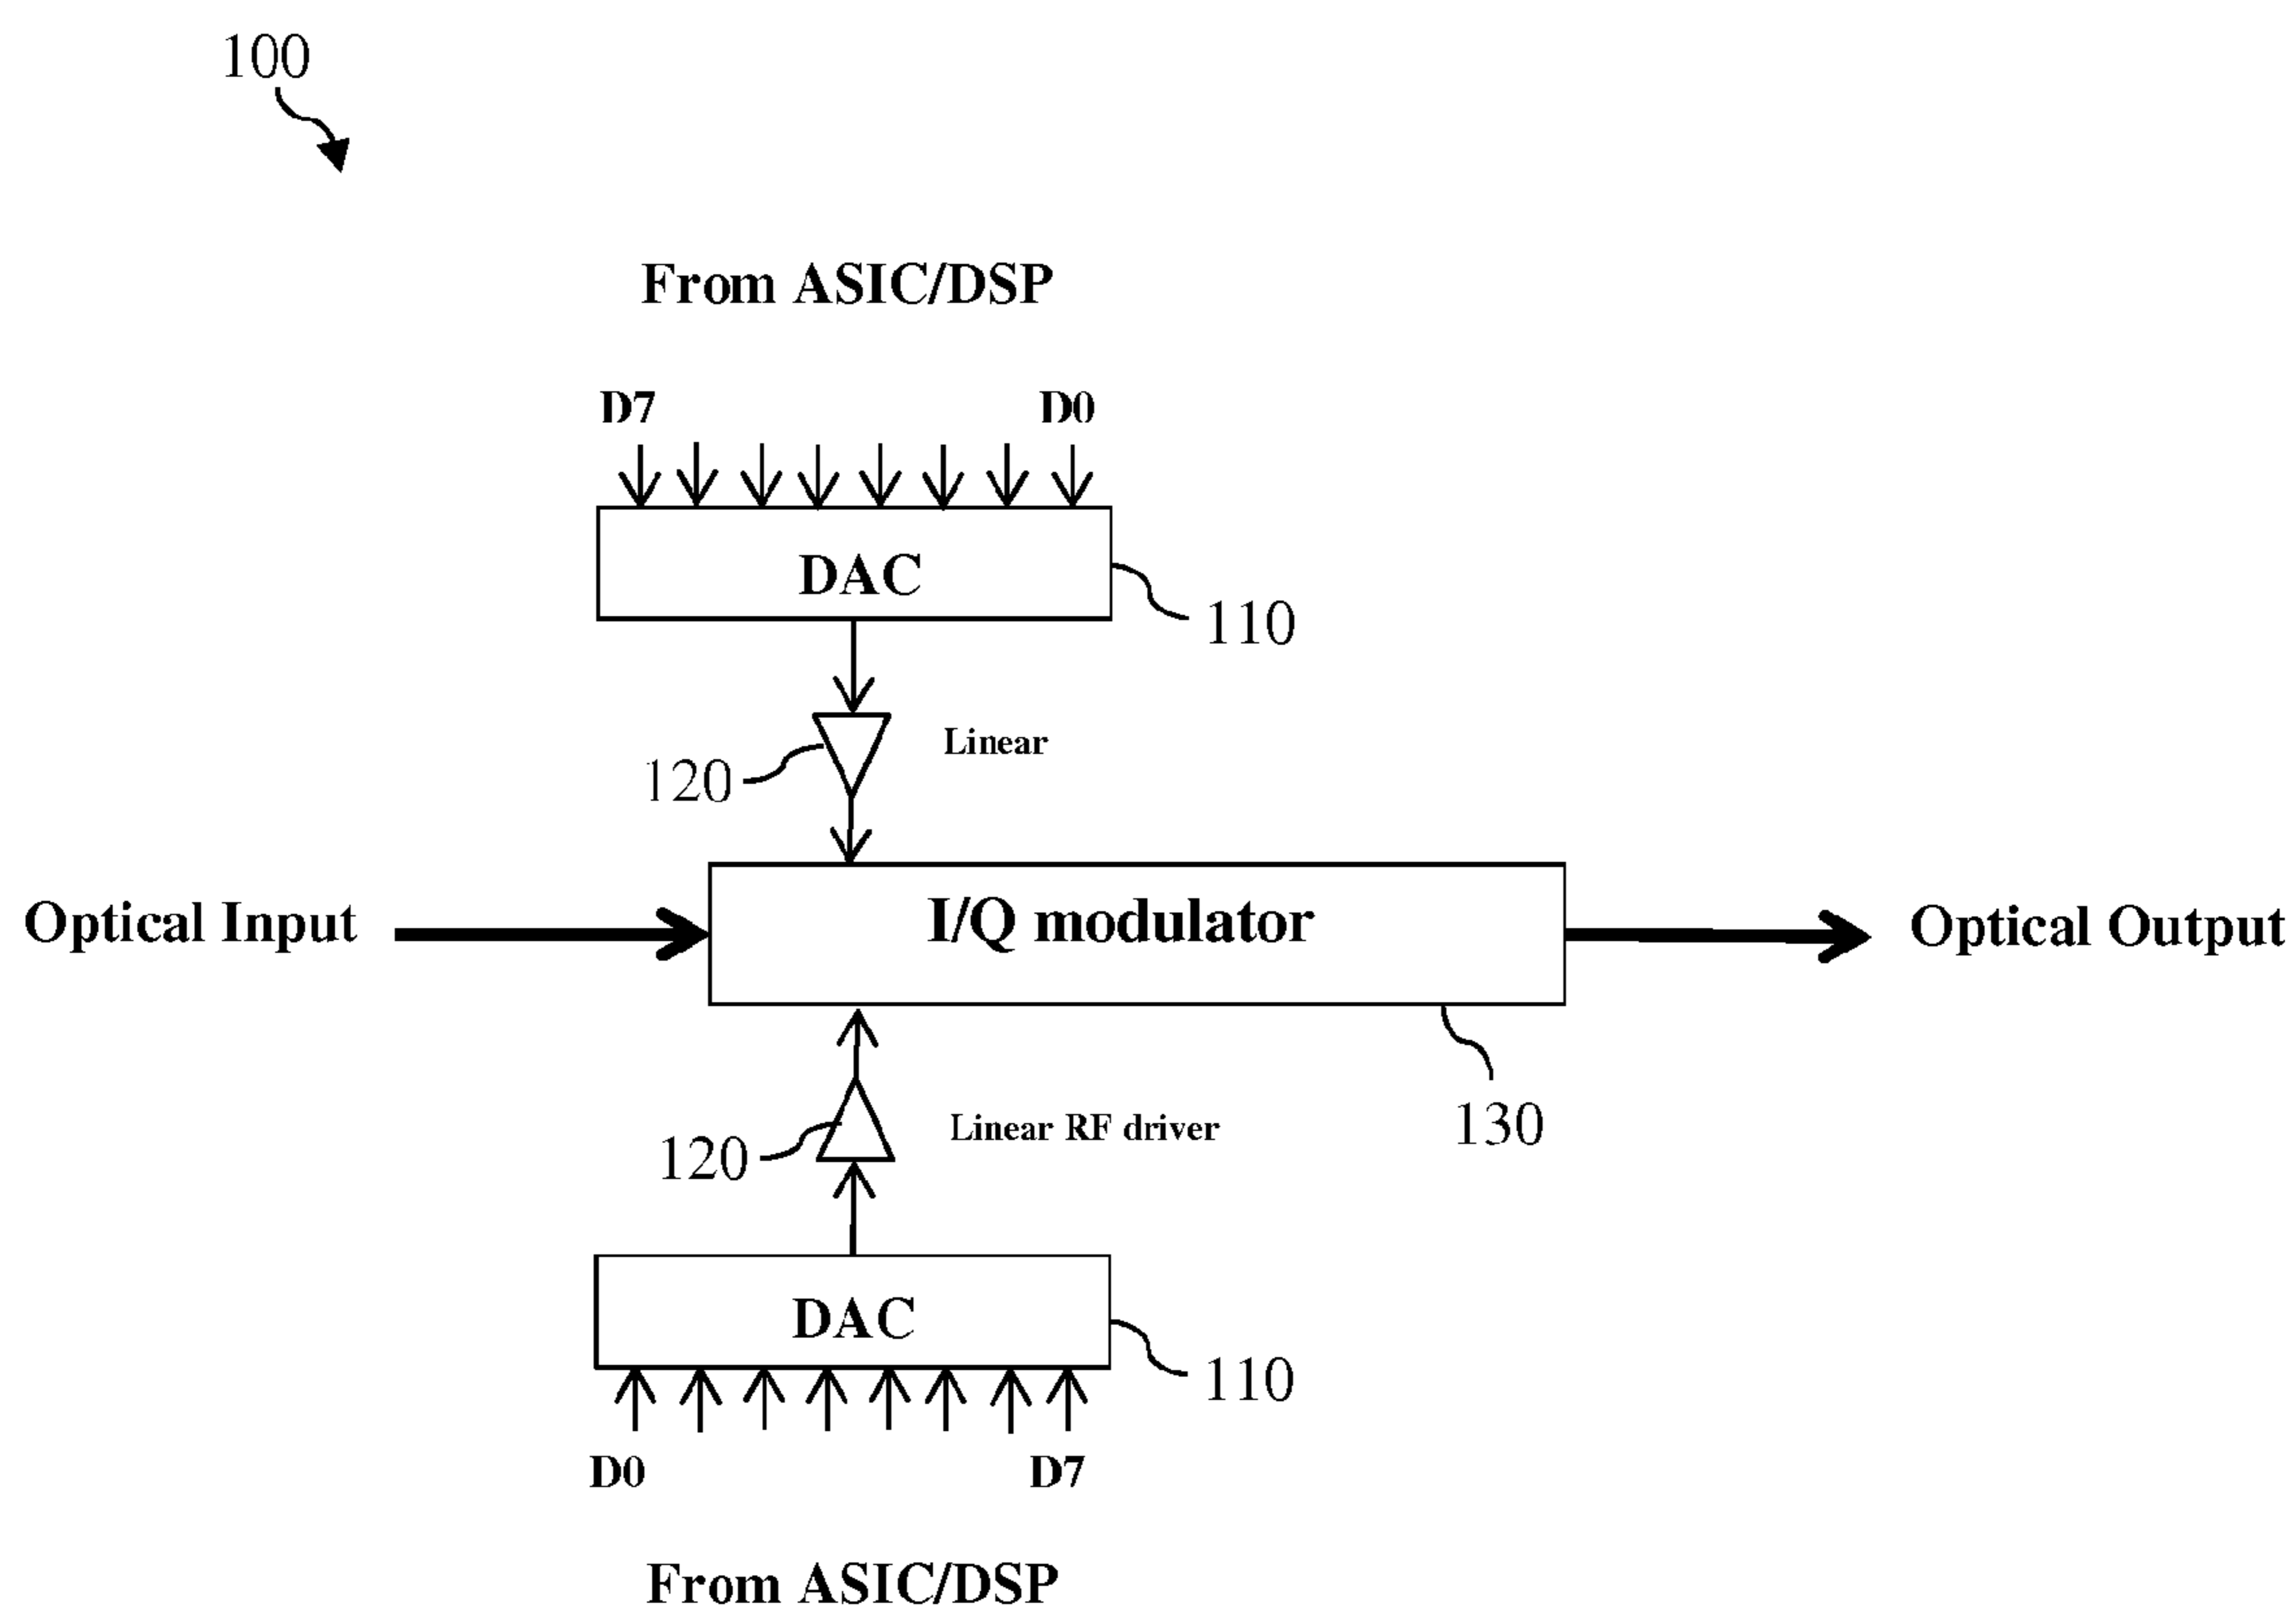 100
From ASIC/DSP
D7 D0
DAC
110
Linear
120
Optical Input
I/Q modulator
Optical Output
120
Linear RF driver
130
DAC
110
D0 D7
From ASIC/DSP